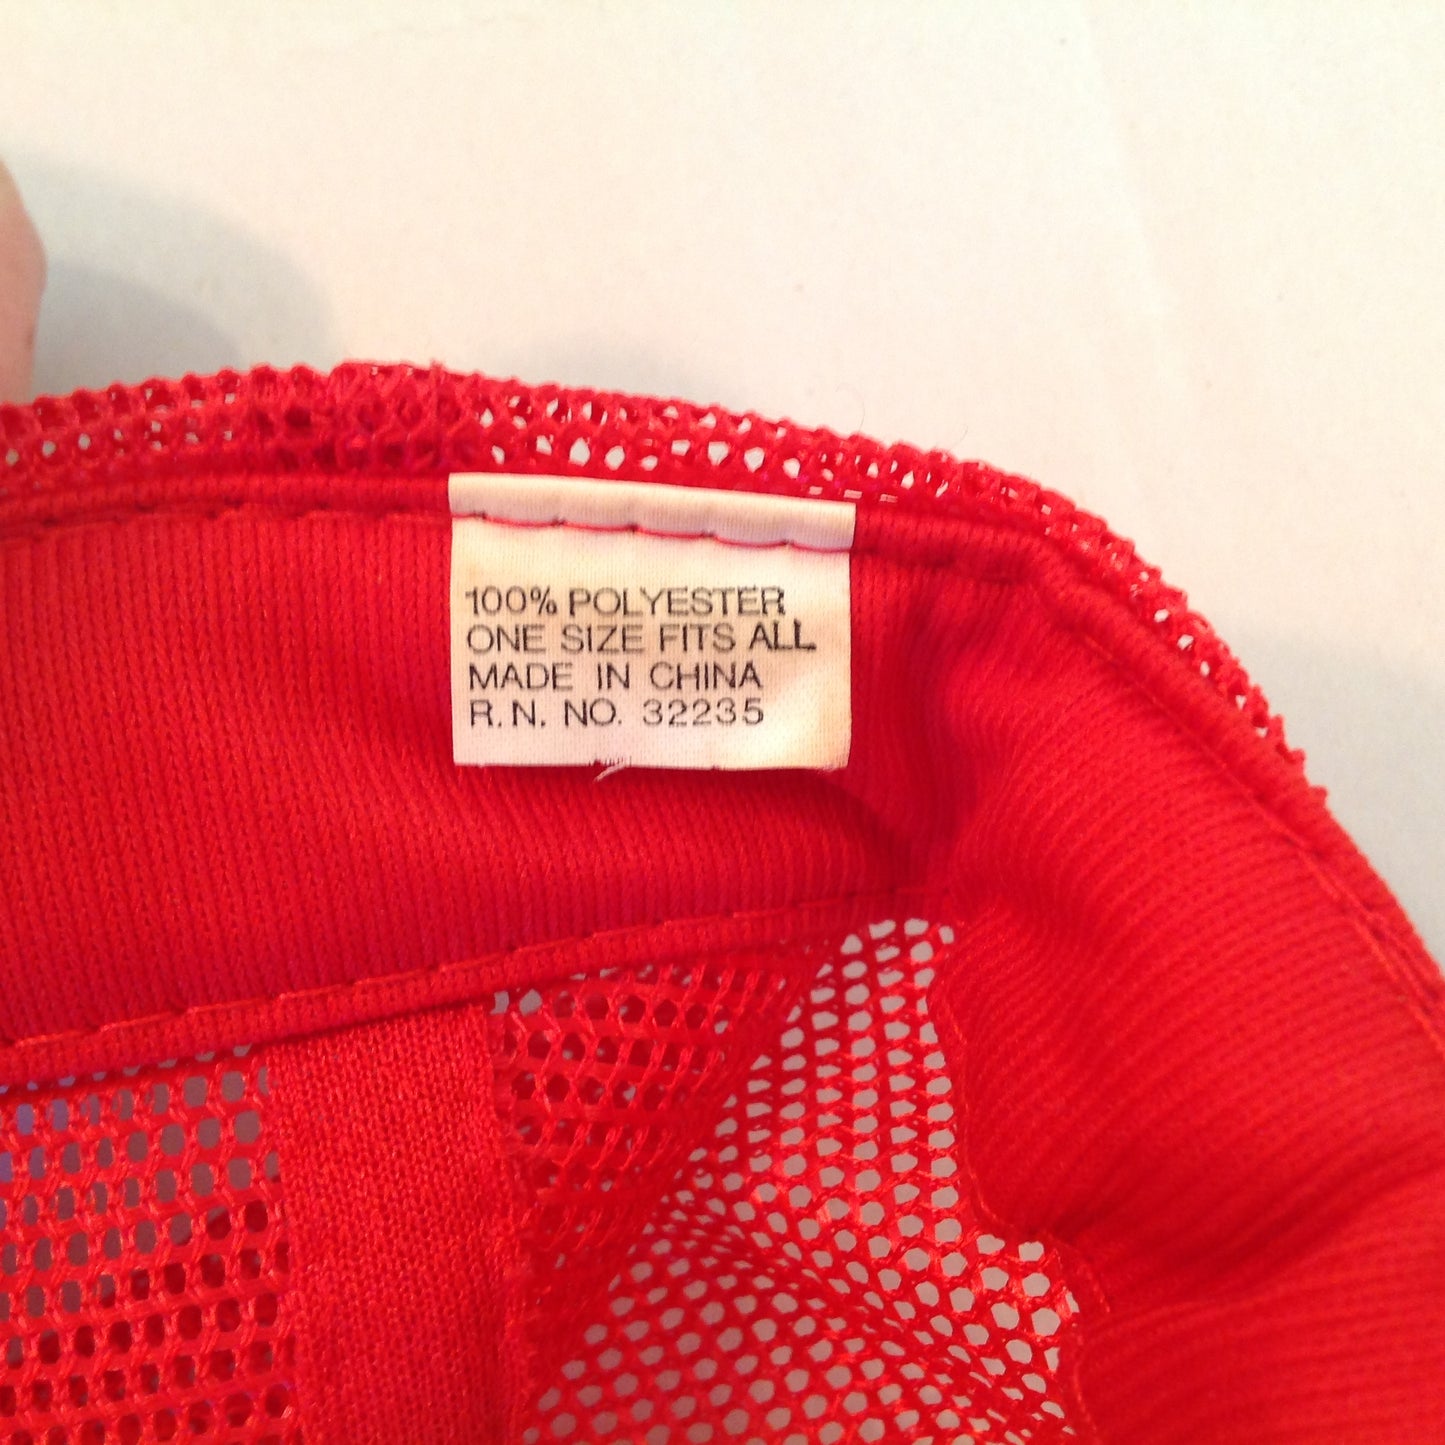 100% POLYESTER
ONE SIZE FITS ALL
MADE IN CHINA
R.N. NO. 32235